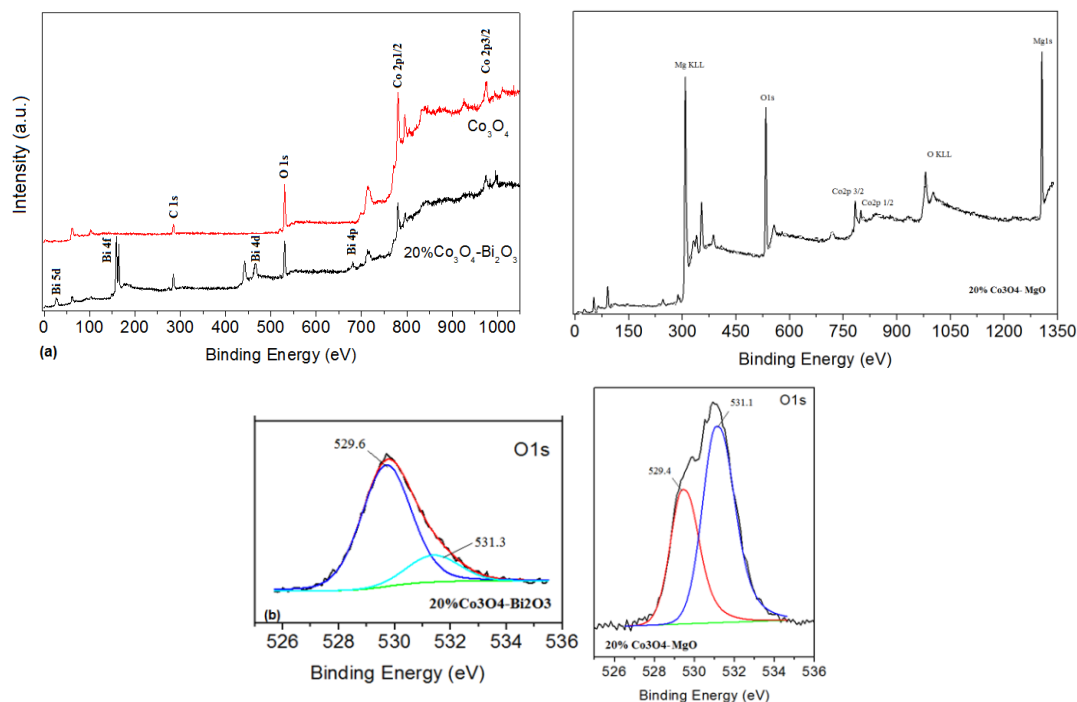 Intensity (a.u.)
Bi 5d
Bi 4f
C 1s
Bi 4d
O 1s
Bi 4p
Co 2p1/2
Co 2p3/2
Co3O4
20%Co3O4-Bi2O3
0 100 200 300 400 500 600 700 800 900 1000
Binding Energy (eV)
(a)
Mg KLL
O1s
Co2p 3/2
Co2p 1/2
O KLL
Mg1s
20% Co3O4- MgO
0 150 300 450 600 750 900 1050 1200 1350
Binding Energy (eV)
O1s
529.6
531.3
20%Co3O4-Bi2O3
(b)
526 528 530 532 534 536
Binding Energy (eV)
O1s
531.1
529.4
20% Co3O4-MgO
526 528 530 532 534 536
Binding Energy (eV)